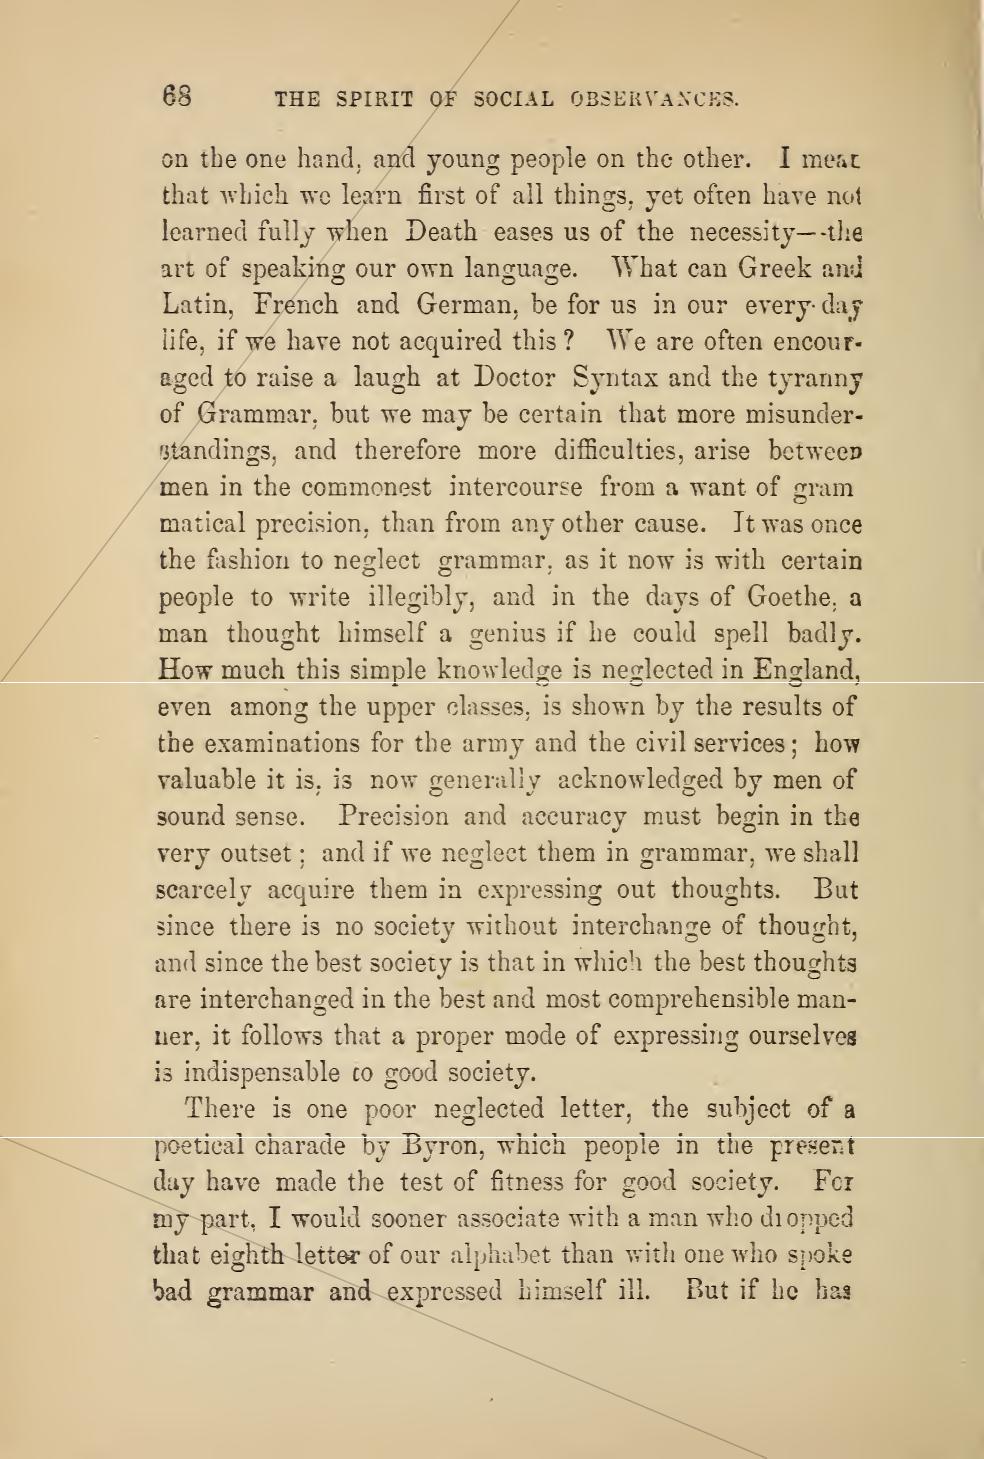 68 THE SPIRIT OF SOCIAL OBSERVANCES.
on the one hand, and young people on the other. I mean
that which we learn first of all things, yet often have not
learned fully when Death eases us of the necessity—the
art of speaking our own language. What can Greek and
Latin, French and German, be for us in our every-day
life, if we have not acquired this? We are often encour-
aged to raise a laugh at Doctor Syntax and the tyranny
of Grammar, but we may be certain that more misunder-
standings, and therefore more difficulties, arise between
men in the commonest intercourse from a want of gram
matical precision, than from any other cause. It was once
the fashion to neglect grammar, as it now is with certain
people to write illegibly, and in the days of Goethe, a
man thought himself a genius if he could spell badly.
How much this simple knowledge is neglected in England,
even among the upper classes, is shown by the results of
the examinations for the army and the civil services; how
valuable it is, is now generally acknowledged by men of
sound sense. Precision and accuracy must begin in the
very outset; and if we neglect them in grammar, we shall
scarcely acquire them in expressing out thoughts. But
since there is no society without interchange of thought,
and since the best society is that in which the best thoughts
are interchanged in the best and most comprehensible man-
ner, it follows that a proper mode of expressing ourselves
is indispensable to good society.
There is one poor neglected letter, the subject of a
poetical charade by Byron, which people in the present
day have made the test of fitness for good society. For
my part, I would sooner associate with a man who dropped
that eighth letter of our alphabet than with one who spoke
bad grammar and expressed himself ill. But if he has